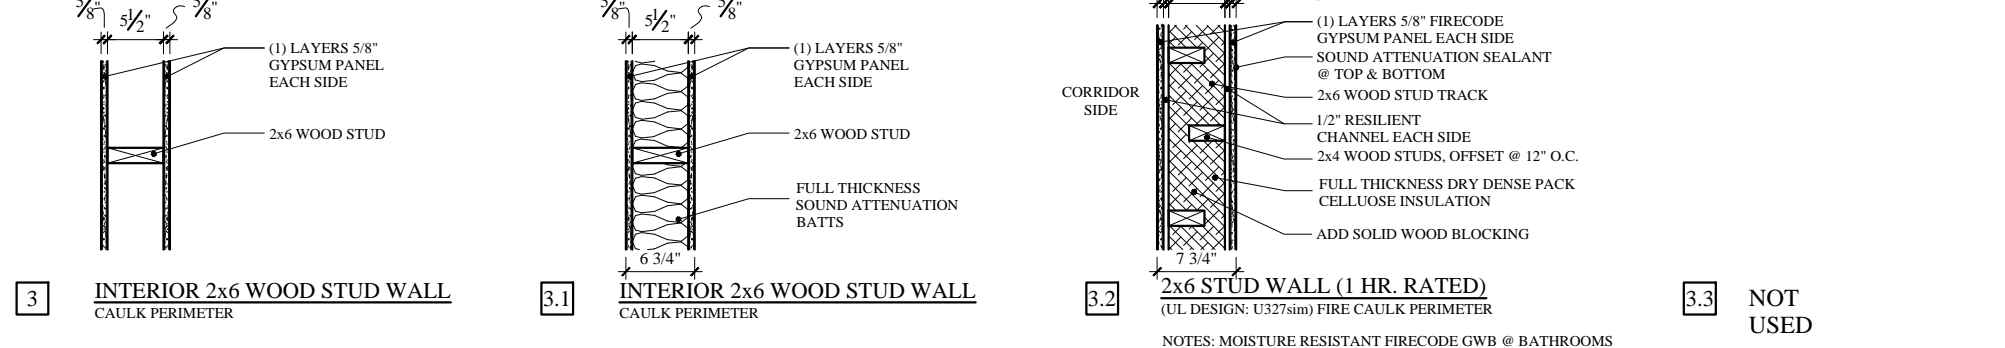 5/8"
5 1/2"
5/8"
(1) LAYERS 5/8"
GYPSUM PANEL
EACH SIDE
2x6 WOOD STUD
3
INTERIOR 2x6 WOOD STUD WALL
CAULK PERIMETER
5/8"
5 1/2"
5/8"
(1) LAYERS 5/8"
GYPSUM PANEL
EACH SIDE
2x6 WOOD STUD
FULL THICKNESS
SOUND ATTENUATION
BATTS
6 3/4"
3.1
INTERIOR 2x6 WOOD STUD WALL
CAULK PERIMETER
CORRIDOR
SIDE
(1) LAYERS 5/8" FIRECODE
GYPSUM PANEL EACH SIDE
SOUND ATTENUATION SEALANT
@ TOP & BOTTOM
2x6 WOOD STUD TRACK
1/2" RESILIENT
CHANNEL EACH SIDE
2x4 WOOD STUDS, OFFSET @ 12" O.C.
FULL THICKNESS DRY DENSE PACK
CELLUOSE INSULATION
ADD SOLID WOOD BLOCKING
7 3/4"
3.2
2x6 STUD WALL (1 HR. RATED)
(UL DESIGN: U327sim) FIRE CAULK PERIMETER
NOTES: MOISTURE RESISTANT FIRECODE GWB @ BATHROOMS
3.3
NOT
USED